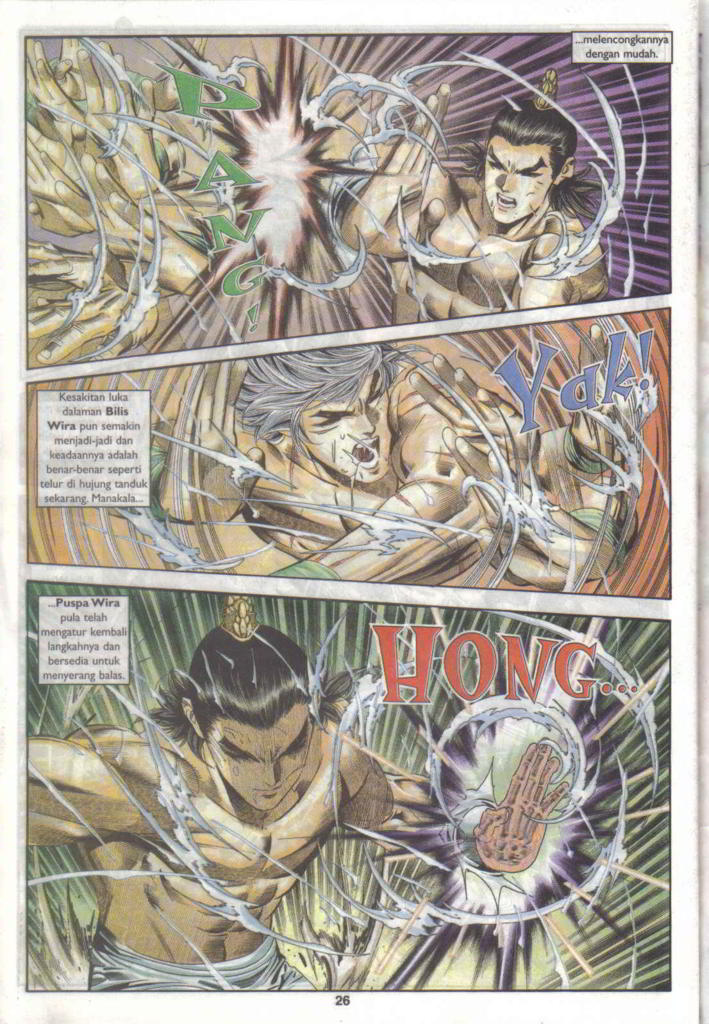 ...melencongkannya
dengan mudah.
PANG!
Kesakitan luka
dalaman Bilis
Wira pun semakin
menjadi-jadi dan
keadaannya adalah
benar-benar seperti
telur di hujung tanduk
sekarang. Manakala...
Yak!
...Puspa Wira
pula telah
mengatur kembali
langkahnya dan
bersedia untuk
menyerang balas.
HONG...
26